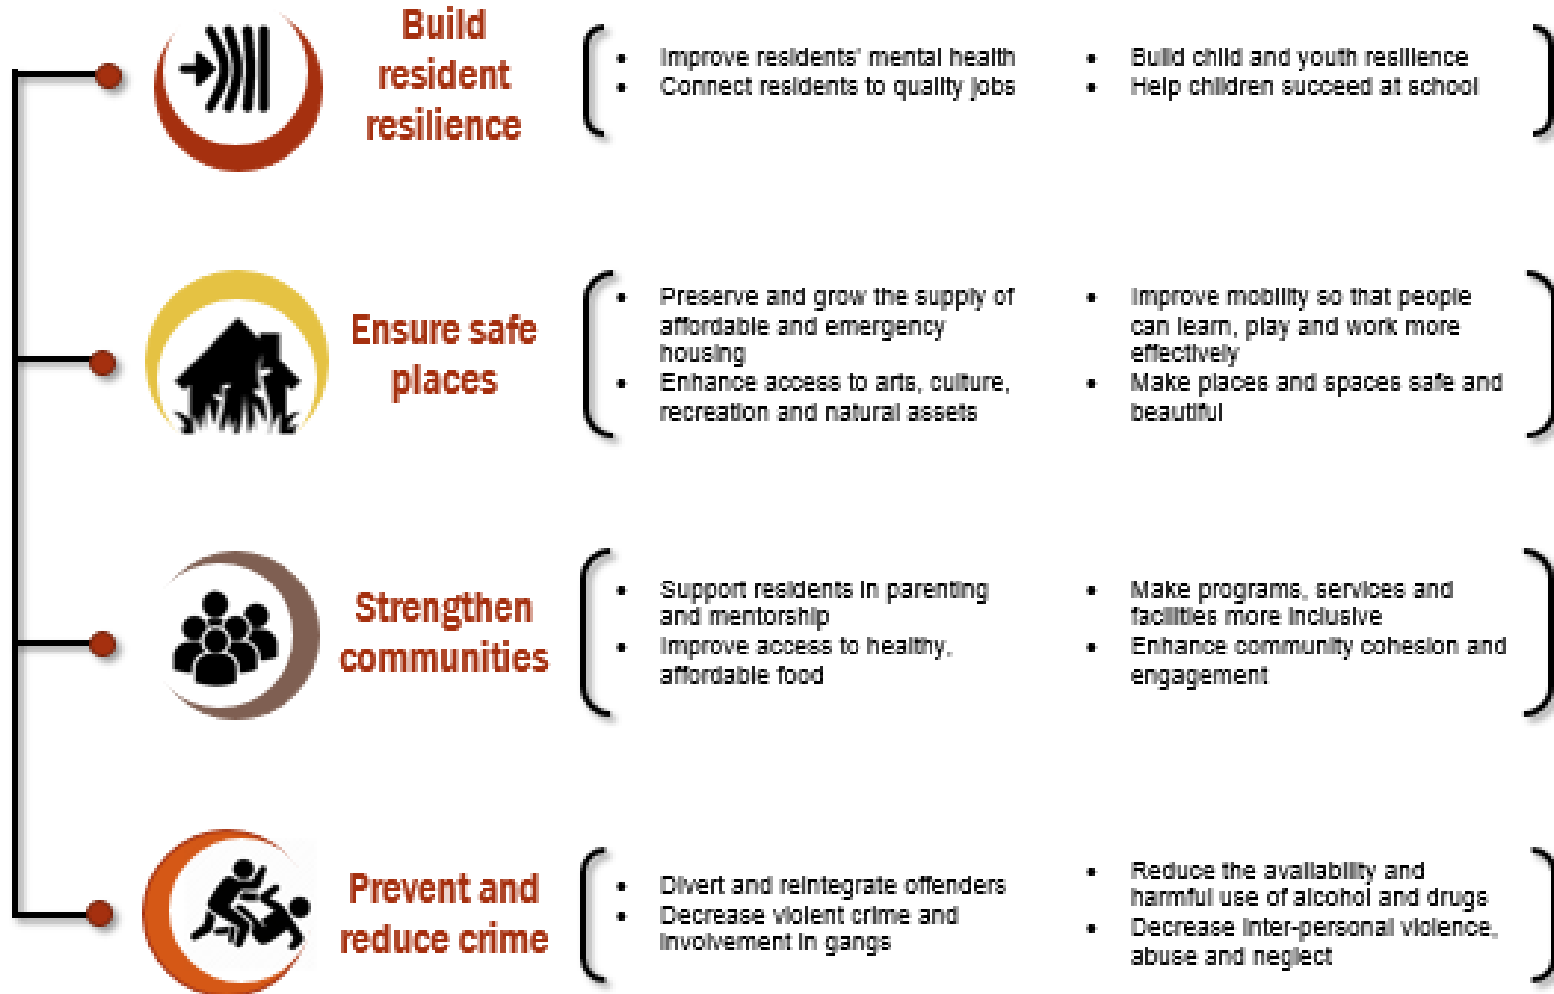 Build
resident
resilience
• Improve residents' mental health
• Connect residents to quality jobs
• Build child and youth resilience
• Help children succeed at school
Ensure safe
places
• Preserve and grow the supply of
affordable and emergency
housing
• Enhance access to arts, culture,
recreation and natural assets
• Improve mobility so that people
can learn, play and work more
effectively
• Make places and spaces safe and
beautiful
Strengthen
communities
• Support residents in parenting
and mentorship
• Improve access to healthy,
affordable food
• Make programs, services and
facilities more inclusive
• Enhance community cohesion and
engagement
Prevent and
reduce crime
• Divert and reintegrate offenders
• Decrease violent crime and
involvement in gangs
• Reduce the availability and
harmful use of alcohol and drugs
• Decrease inter-personal violence,
abuse and neglect